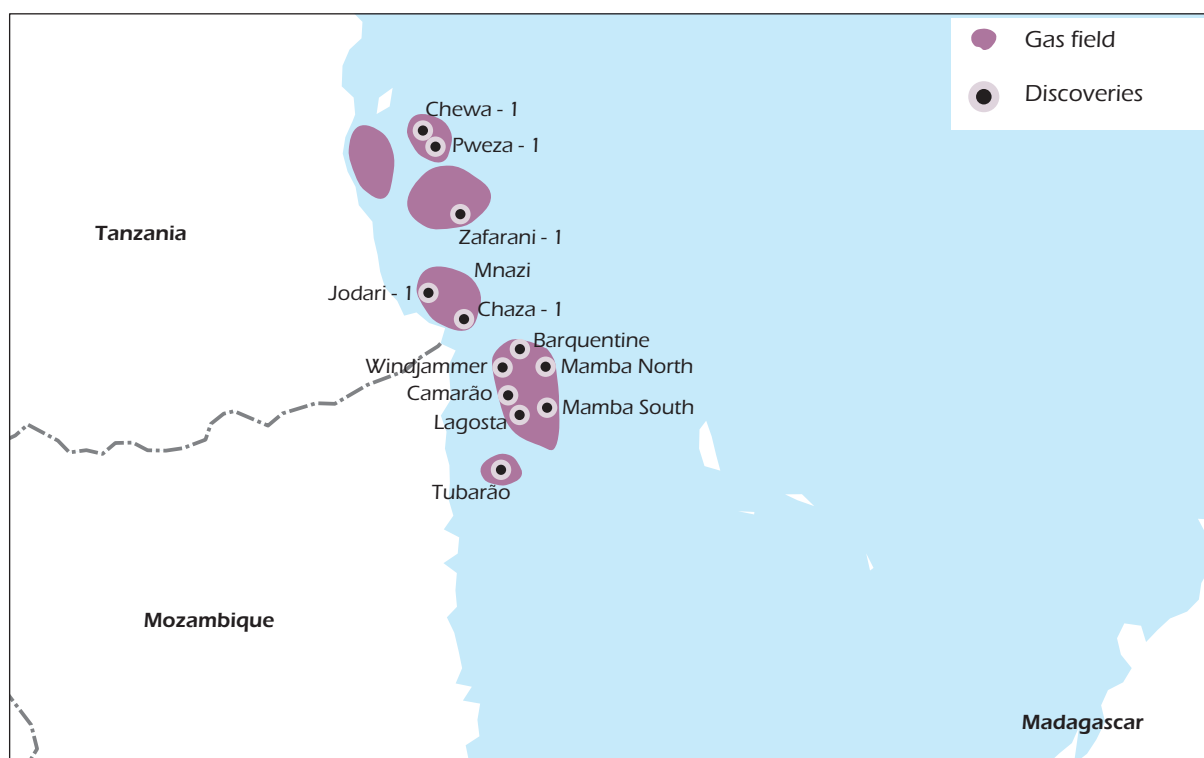 Gas field
Discoveries
Chewa - 1
Pweza - 1
Tanzania
Zafarani - 1
Mnazi
Jodari - 1
Chaza - 1
Barquentine
Windjammer
Mamba North
Camarão
Mamba South
Lagosta
Tubarão
Mozambique
Madagascar